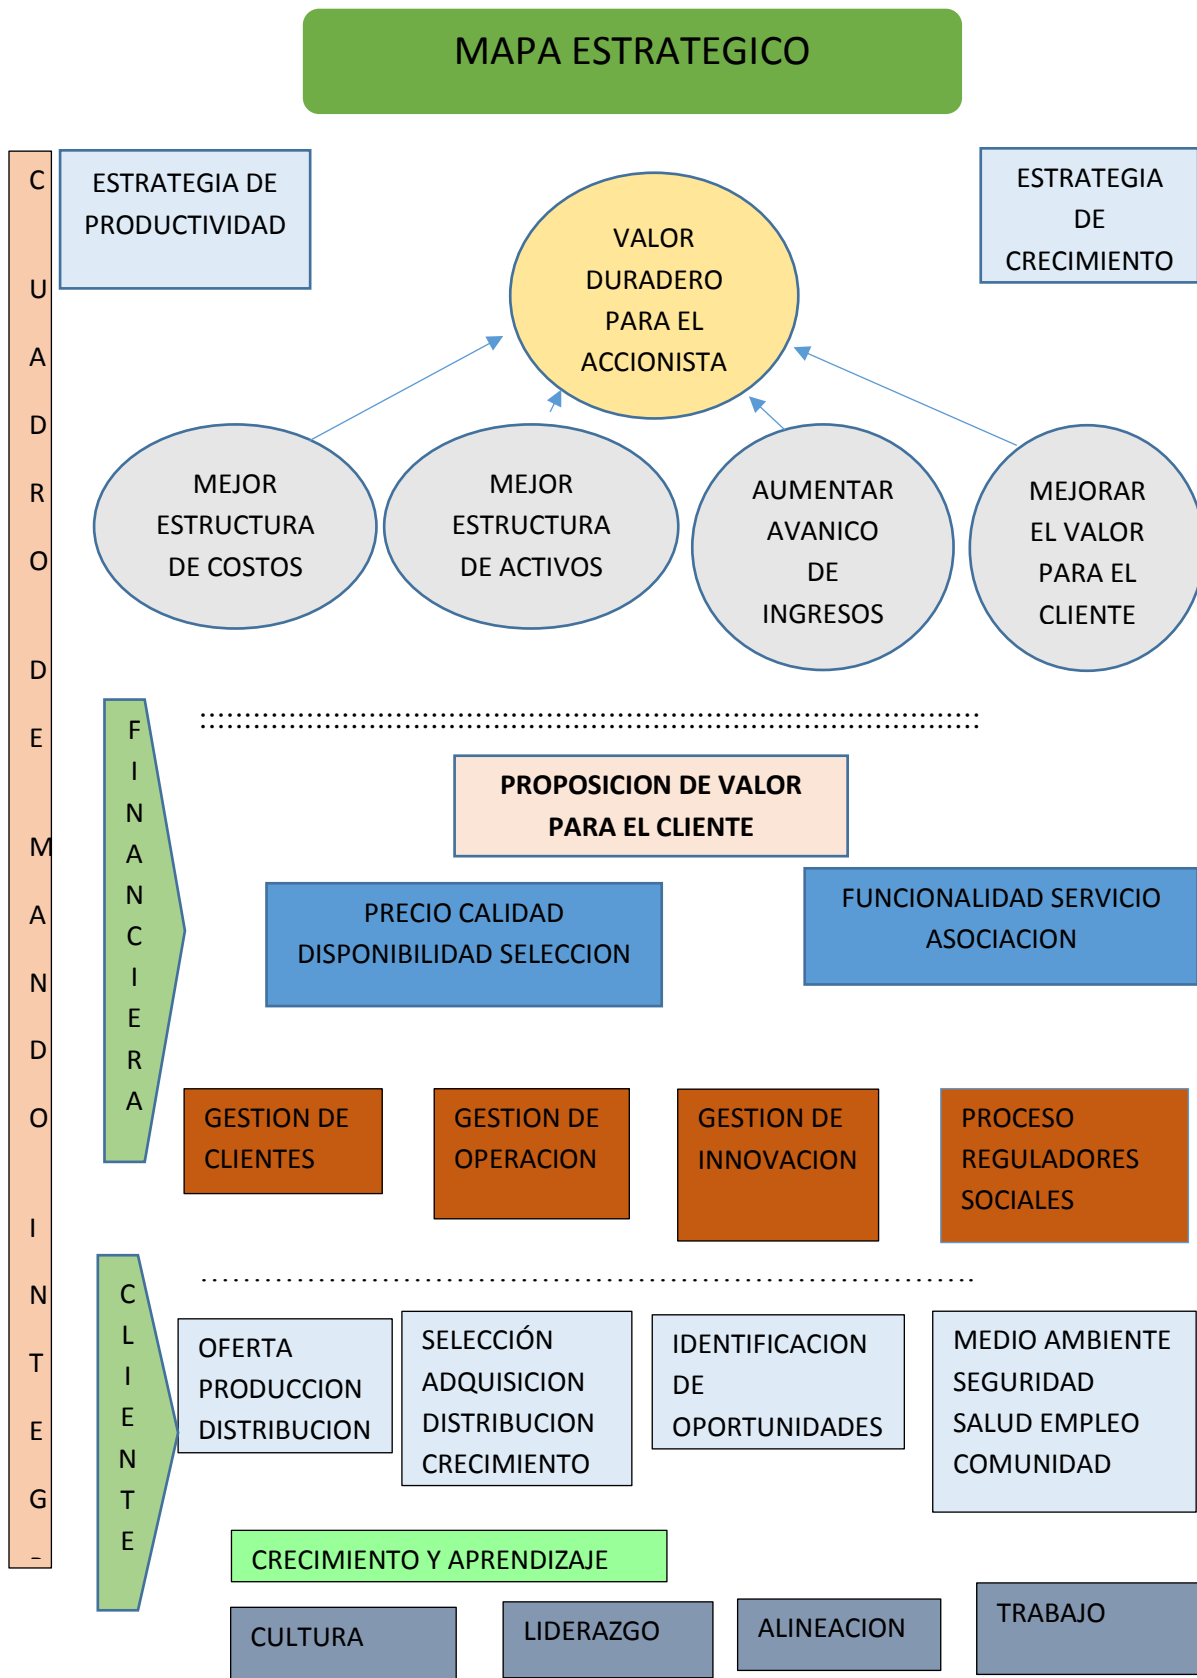 MAPA ESTRATEGICO
CUADRO DE MANDO INTEG
ESTRATEGIA DE
PRODUCTIVIDAD
VALOR
DURADERO
PARA EL
ACCIONISTA
ESTRATEGIA
DE
CRECIMIENTO
MEJOR
ESTRUCTURA
DE COSTOS
MEJOR
ESTRUCTURA
DE ACTIVOS
AUMENTAR
AVANICO
DE
INGRESOS
MEJORAR
EL VALOR
PARA EL
CLIENTE
FINANCIERA
PROPOSICION DE VALOR
PARA EL CLIENTE
PRECIO CALIDAD
DISPONIBILIDAD SELECCION
FUNCIONALIDAD SERVICIO
ASOCIACION
GESTION DE
CLIENTES
GESTION DE
OPERACION
GESTION DE
INNOVACION
PROCESO
REGULADORES
SOCIALES
CLIENTE
OFERTA
PRODUCCION
DISTRIBUCION
SELECCIÓN
ADQUISICION
DISTRIBUCION
CRECIMIENTO
IDENTIFICACION
DE
OPORTUNIDADES
MEDIO AMBIENTE
SEGURIDAD
SALUD EMPLEO
COMUNIDAD
CRECIMIENTO Y APRENDIZAJE
CULTURA
LIDERAZGO
ALINEACION
TRABAJO